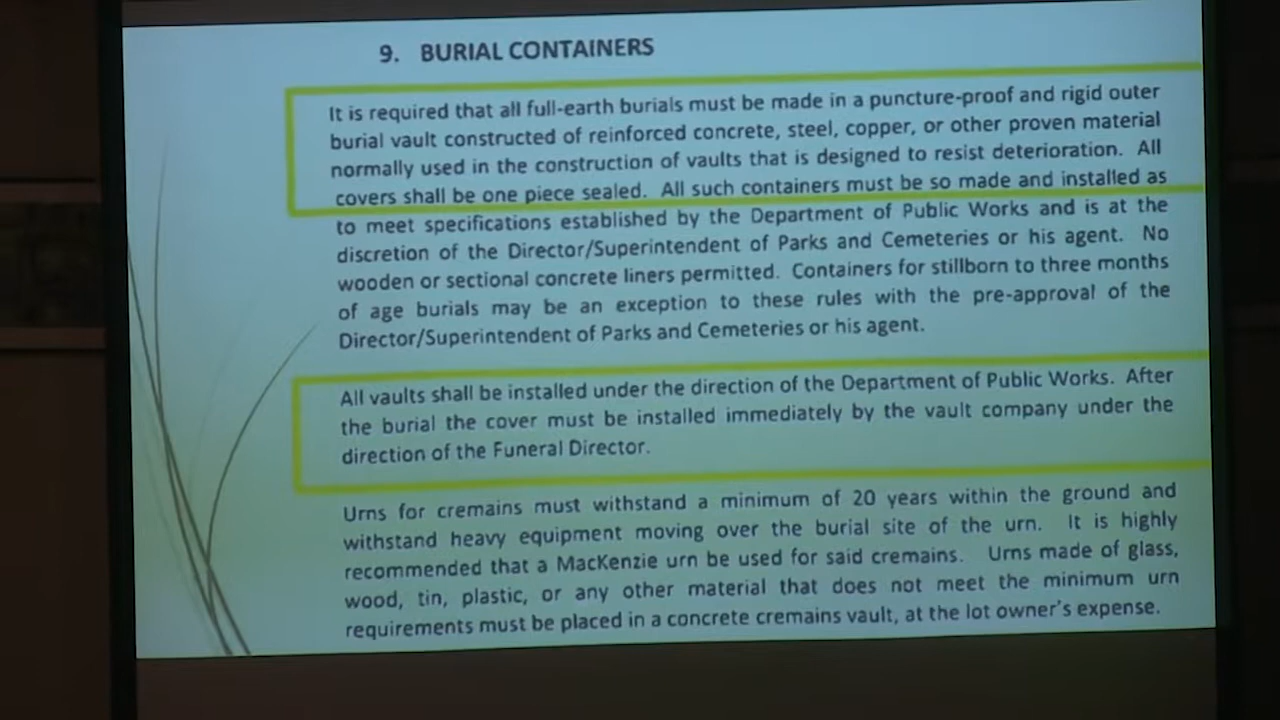 9. BURIAL CONTAINERS
It is required that all full-earth burials must be made in a puncture-proof and rigid outer
burial vault constructed of reinforced concrete, steel, copper, or other proven material
normally used in the construction of vaults that is designed to resist deterioration. All
covers shall be one piece sealed. All such containers must be so made and installed as
to meet specifications established by the Department of Public Works and is at the
discretion of the Director/Superintendent of Parks and Cemeteries or his agent. No
wooden or sectional concrete liners permitted. Containers for stillborn to three months
of age burials may be an exception to these rules with the pre-approval of the
Director/Superintendent of Parks and Cemeteries or his agent.
All vaults shall be installed under the direction of the Department of Public Works. After
the burial the cover must be installed immediately by the vault company under the
direction of the Funeral Director.
Urns for cremains must withstand a minimum of 20 years within the ground and
withstand heavy equipment moving over the burial site of the urn. It is highly
recommended that a MacKenzie urn be used for said cremains. Urns made of glass,
wood, tin, plastic, or any other material that does not meet the minimum urn
requirements must be placed in a concrete cremains vault, at the lot owner's expense.